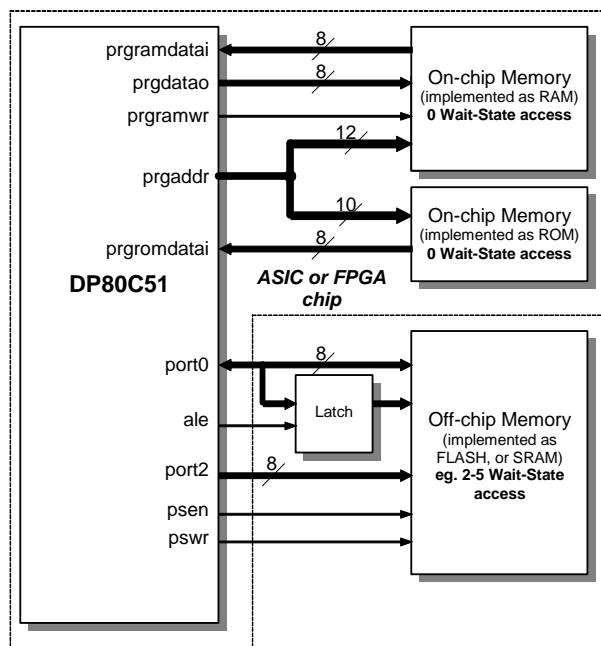 prgramdatai
8
prgdatao
8
prgramwr
On-chip Memory
(implemented as RAM)
0 Wait-State access
12
prgaddr
10
On-chip Memory
(implemented as ROM)
0 Wait-State access
prgromdatai
8
DP80C51
ASIC or FPGA
chip
port0
8
Latch
ale
Off-chip Memory
(implemented as
FLASH, or SRAM)
eg. 2-5 Wait-State
access
port2
8
psen
pswr